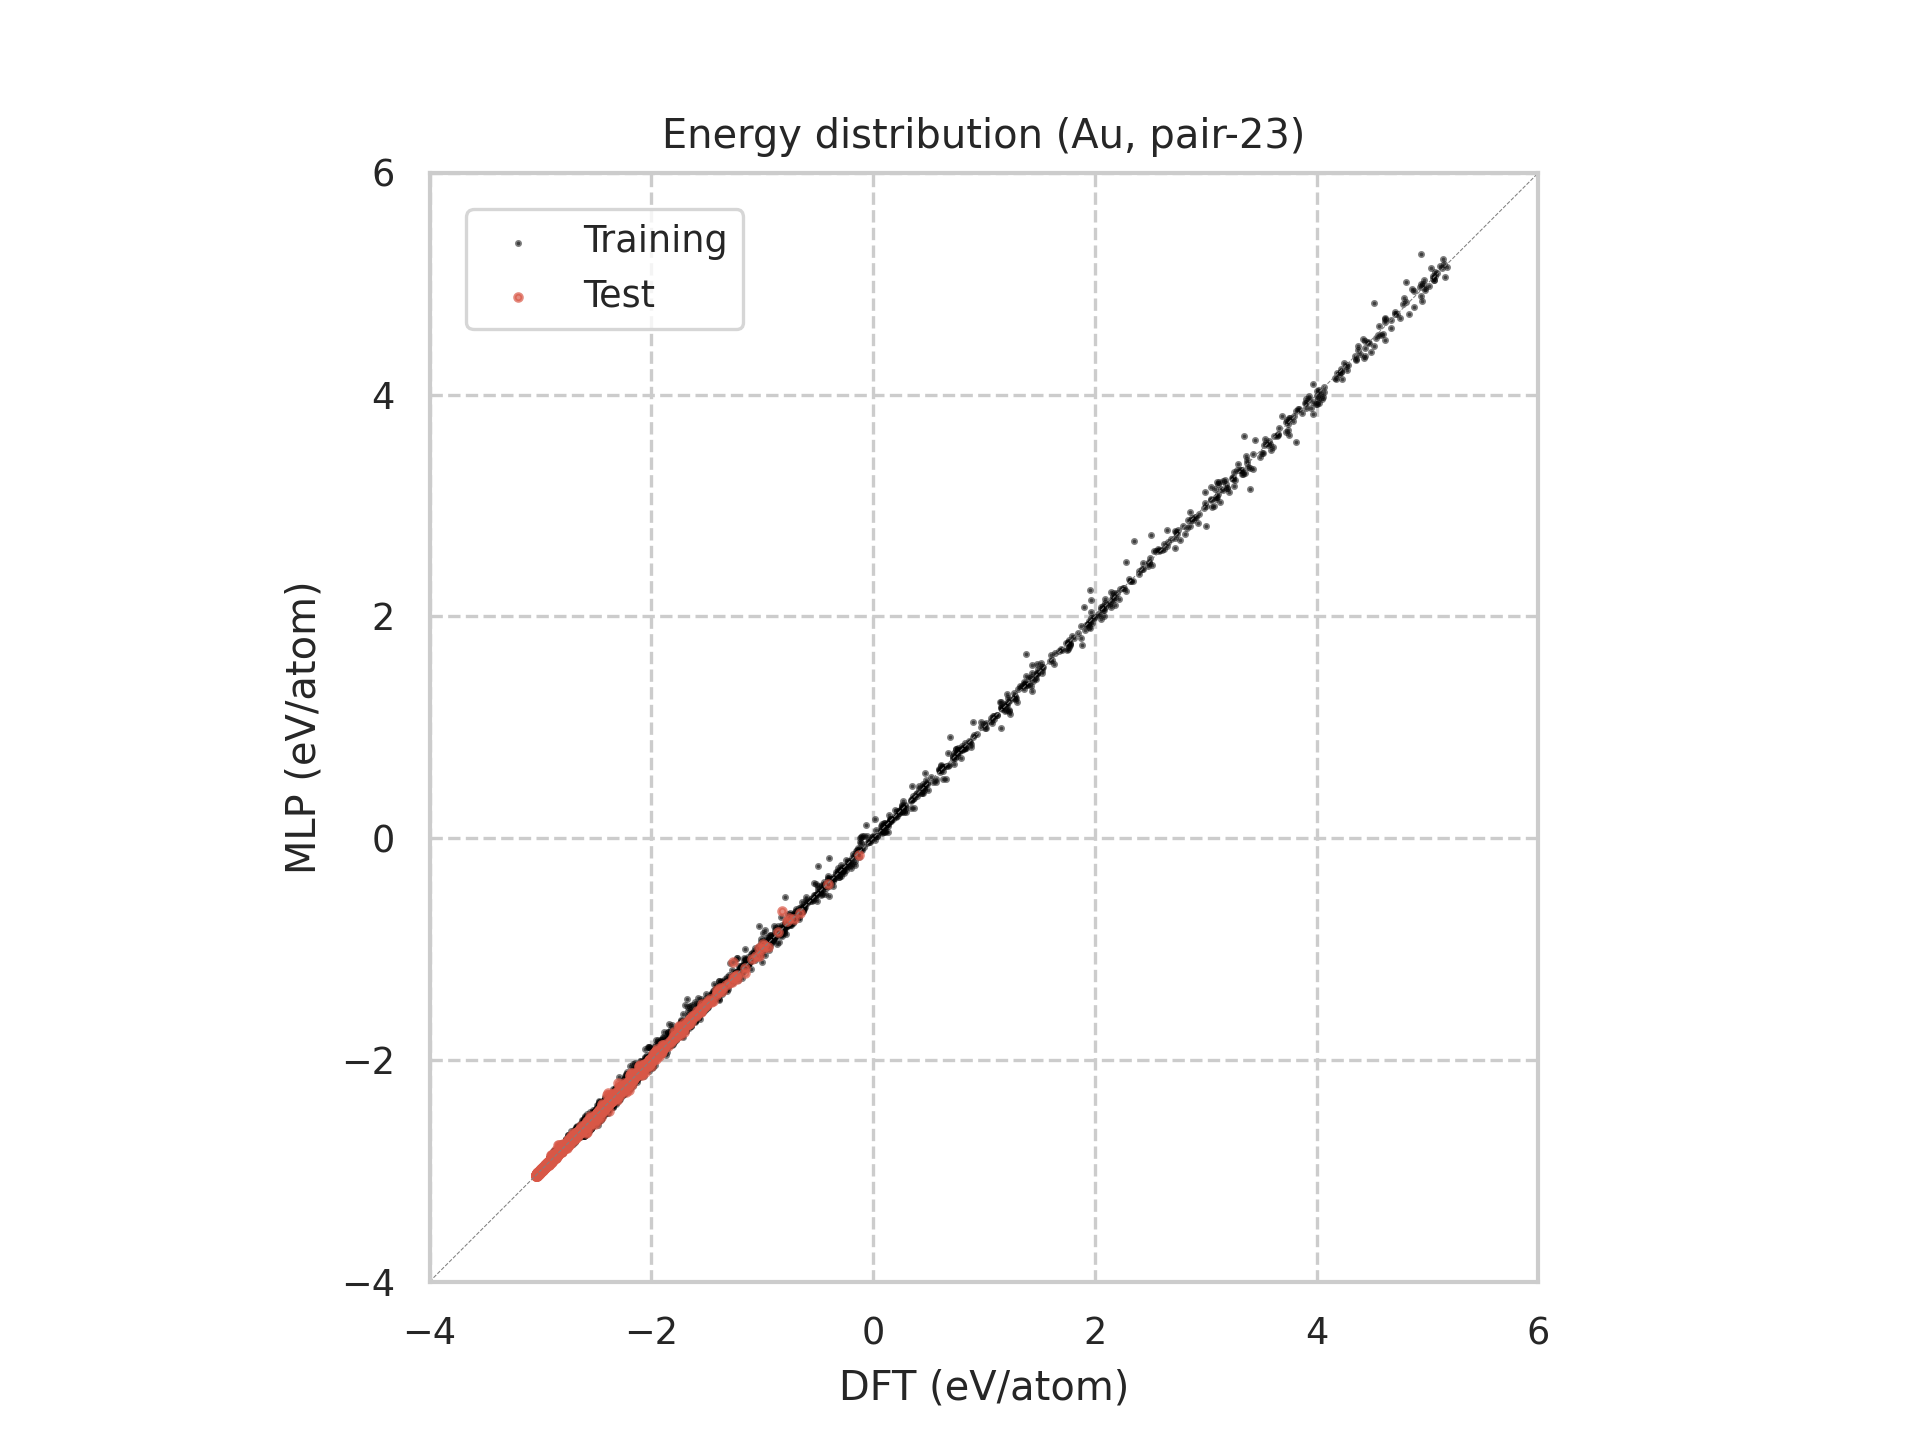 Energy distribution (Au, pair-23)
Training
Test
6
4
2
0
−2
−4
MLP (eV/atom)
−4
−2
0
2
4
6
DFT (eV/atom)